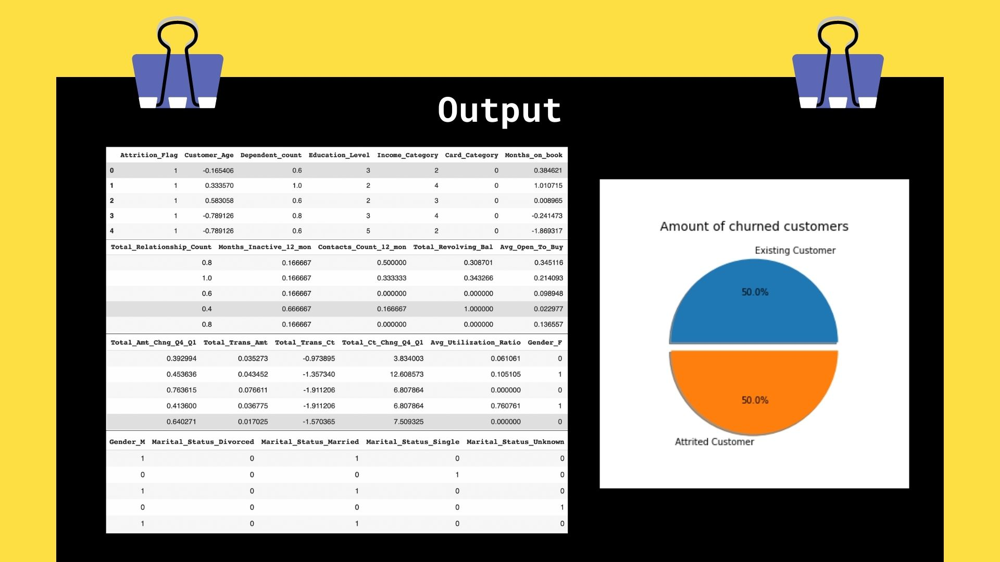 Output
Attrition_Flag Customer_Age Dependent_count Education_Level Income_Category Card_Category Months_on_book
0 1 -0.165406 0.6 3 2 0 0.384621
1 1 0.333570 1.0 2 4 0 1.010715
2 1 0.583058 0.6 2 3 0 0.008965
3 1 -0.789126 0.8 3 4 0 -0.241473
4 1 -0.789126 0.6 5 2 0 -1.869317
Total_Relationship_Count Months_Inactive_12_mon Contacts_Count_12_mon Total_Revolving_Bal Avg_Open_To_Buy
0.8 0.166667 0.500000 0.308701 0.345116
1.0 0.166667 0.333333 0.343266 0.214093
0.6 0.166667 0.000000 0.000000 0.098948
0.4 0.666667 0.166667 1.000000 0.022977
0.8 0.166667 0.000000 0.000000 0.136557
Total_Amt_Chng_Q4_Q1 Total_Trans_Amt Total_Trans_Ct Total_Ct_Chng_Q4_Q1 Avg_Utilization_Ratio Gender_F
0.392994 0.035273 -0.973895 3.834003 0.061061 0
0.453636 0.043452 -1.357340 12.608573 0.105105 1
0.763615 0.076611 -1.911206 6.807864 0.000000 0
0.413600 0.036775 -1.911206 6.807864 0.760761 1
0.640271 0.017025 -1.570365 7.509325 0.000000 0
Gender_M Marital_Status_Divorced Marital_Status_Married Marital_Status_Single Marital_Status_Unknown
1 0 1 0 0
0 0 0 1 0
1 0 1 0 0
0 0 0 0 1
1 0 1 0 0
Amount of churned customers
Existing Customer
50.0%
50.0%
Attrited Customer